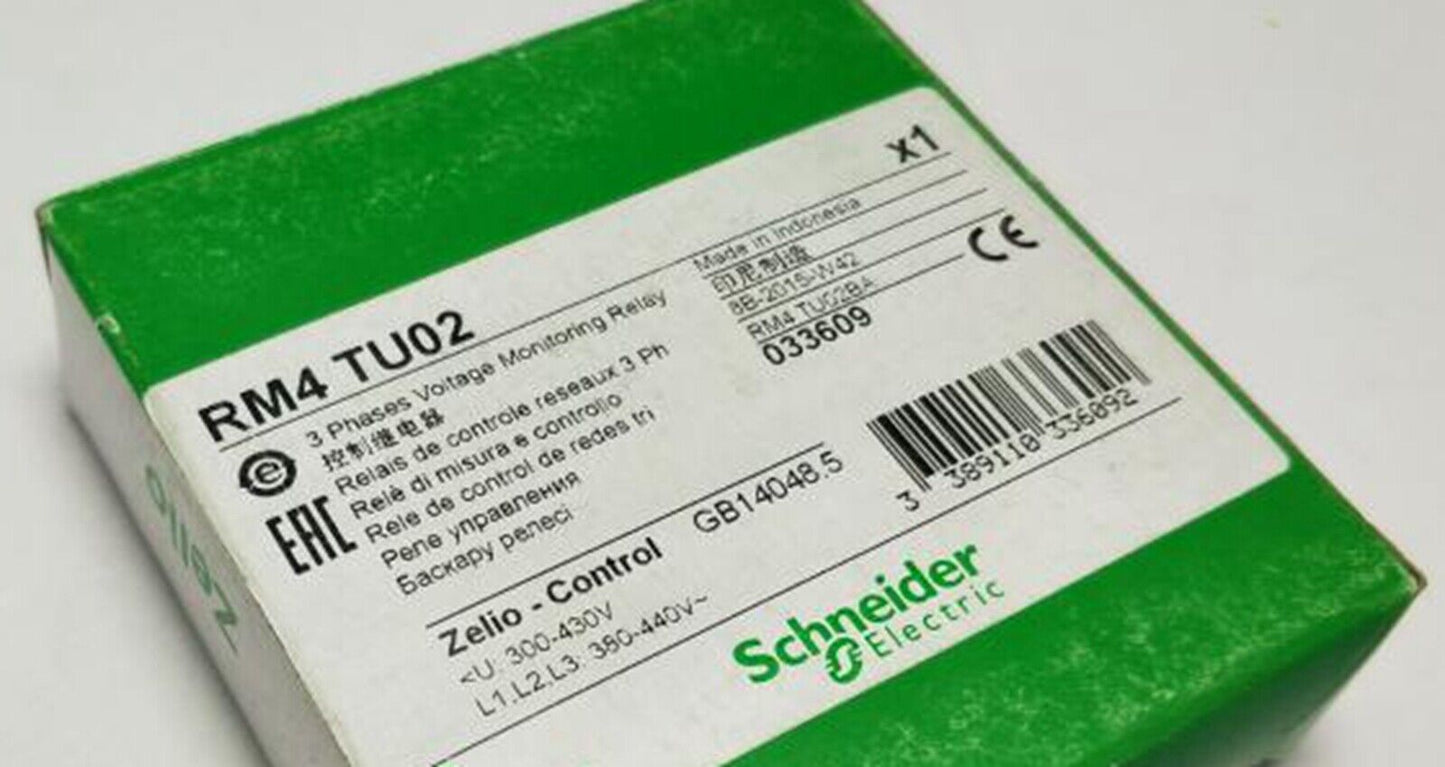 x1
RM4 TU02
3 Phases Voltage Monitoring Relay
控制继电器
Relais de controle reseaux 3 Ph
Relè di misura e controllo
Rele de control de redes tri
Реле управления
Баскару релесі
e
EAC
Made in Indonesia
印尼制造
8B-2015-W42
RM4 TU02BA
033609
CE
3 389110 336092
Zelio - Control
GB14048.5
<U: 300-430V
L1,L2,L3: 380-440V~
Schneider
Electric